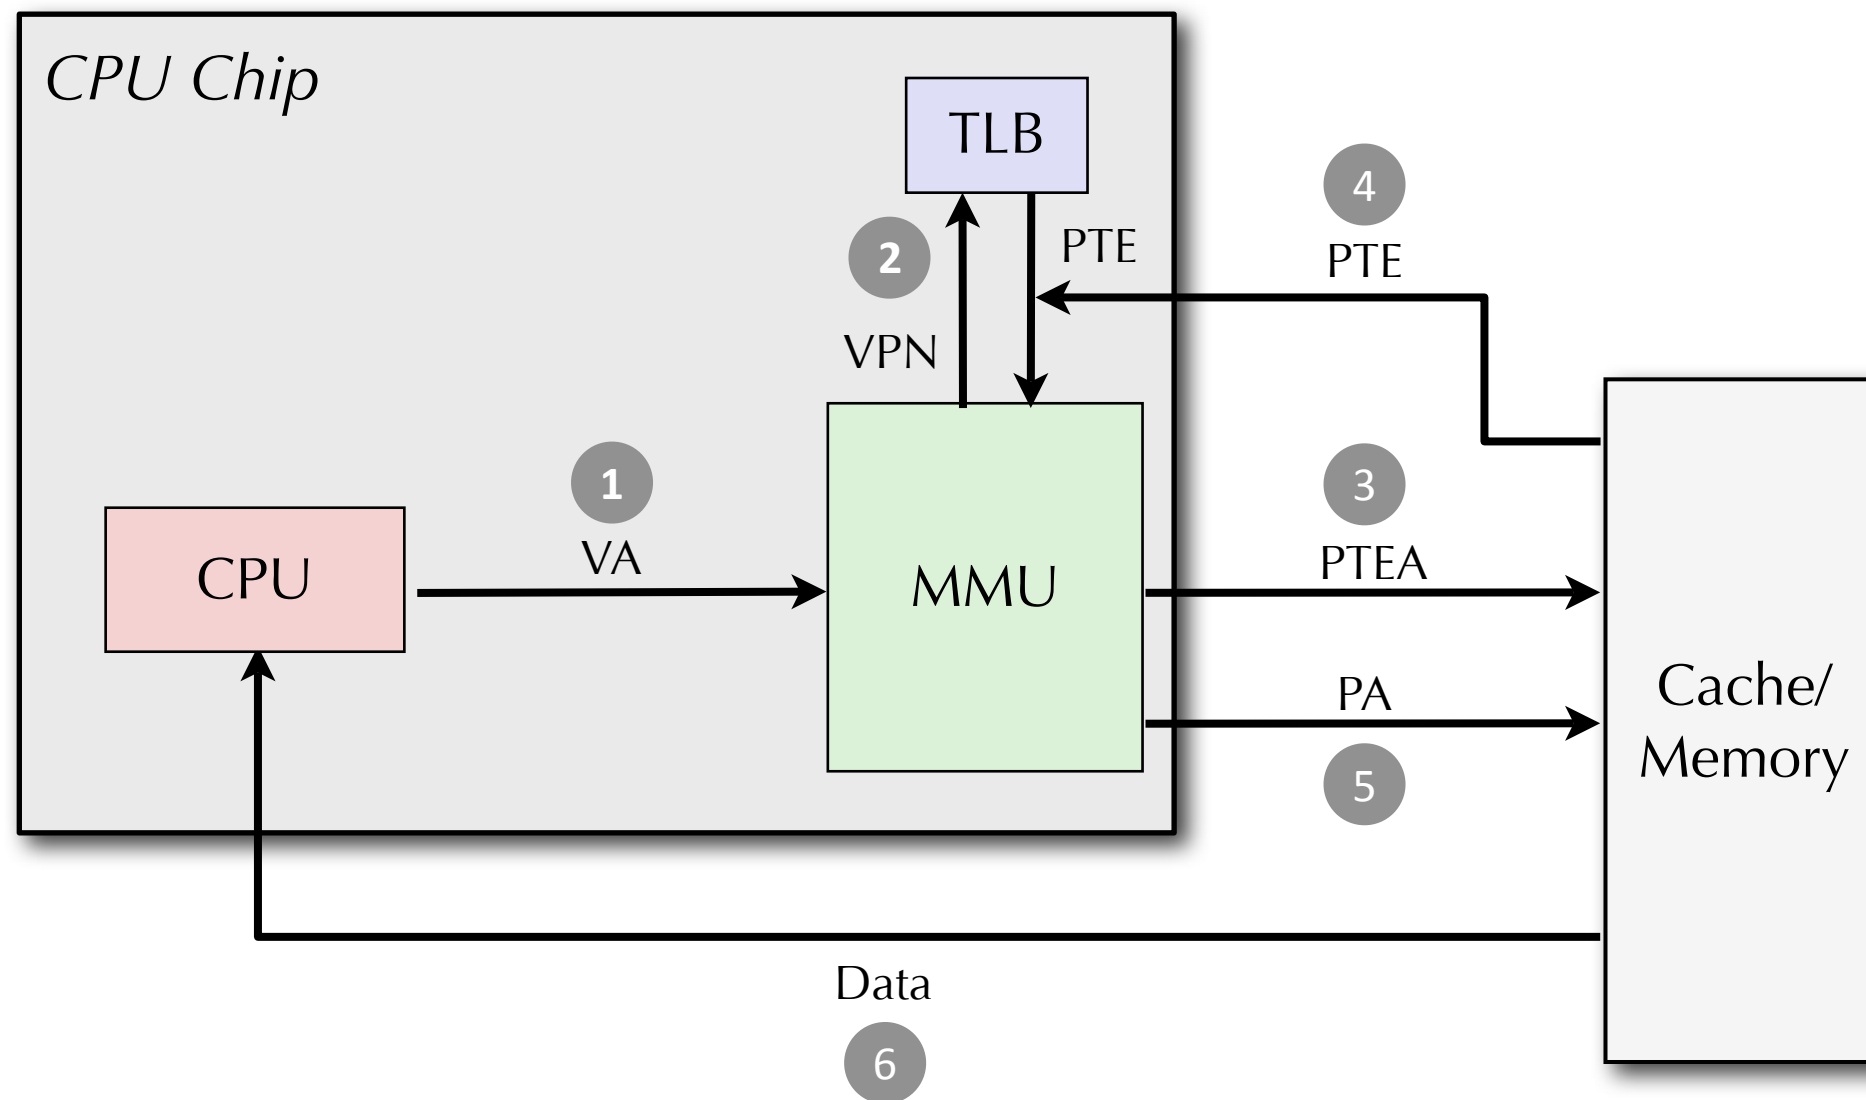 CPU Chip
TLB
4
2
PTE
PTE
VPN
1
3
VA
PTEA
CPU
MMU
PA
Cache/
Memory
5
Data
6